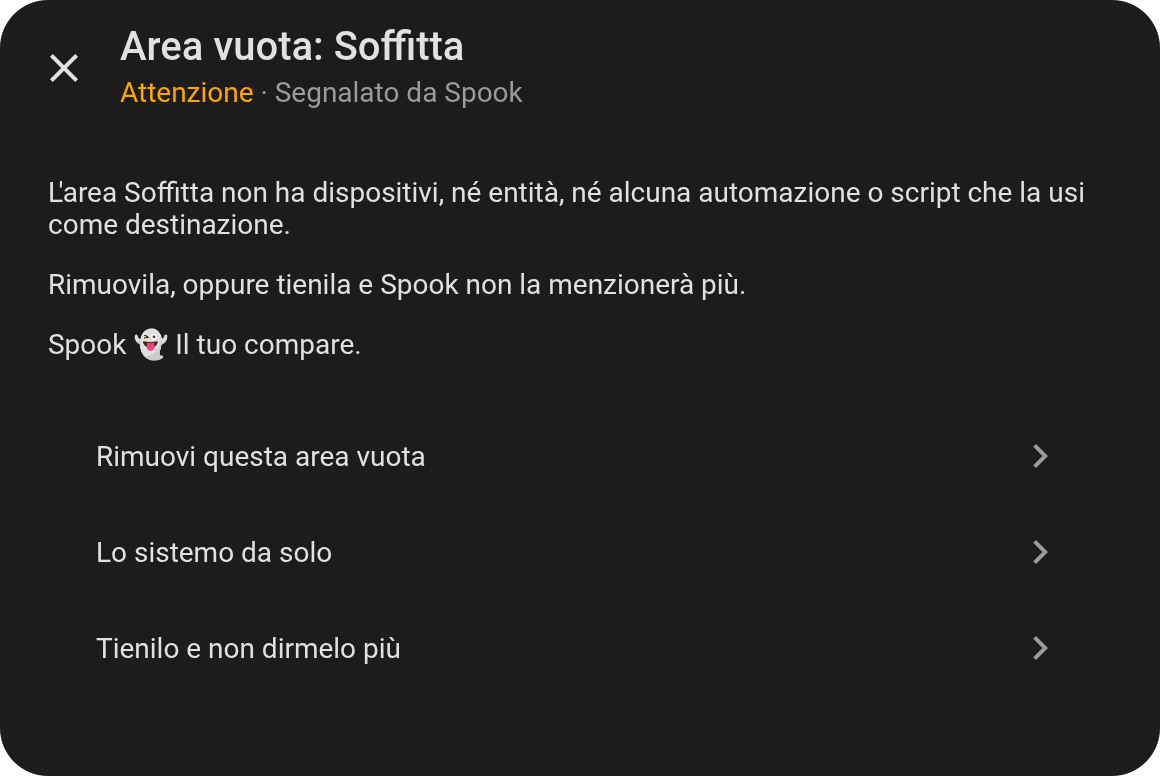 Area vuota: Soffitta
Attenzione · Segnalato da Spook
L'area Soffitta non ha dispositivi, né entità, né alcuna automazione o script che la usi
come destinazione.
Rimuovila, oppure tienila e Spook non la menzionerà più.
Spook 👻 Il tuo compare.
Rimuovi questa area vuota
Lo sistemo da solo
Tienilo e non dirmelo più